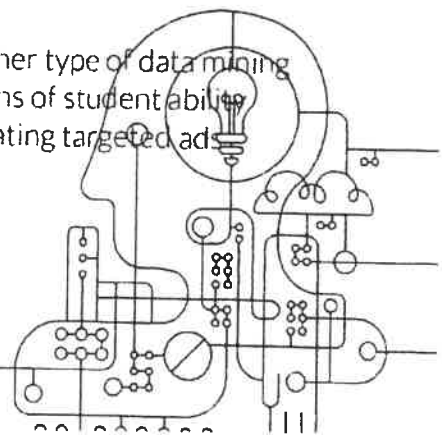 ner type of data mining
ns of student ability
ating targeted ads